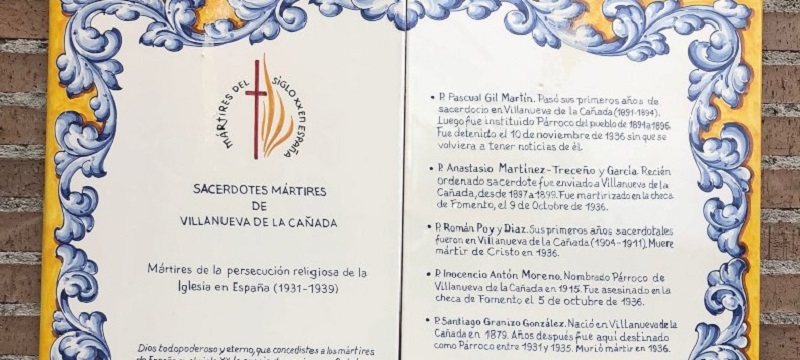 MÁRTIRES DEL SIGLO XX EN ESPAÑA
SACERDOTES MÁRTIRES
DE
VILLANUEVA DE LA CAÑADA
Mártires de la persecución religiosa de la
Iglesia en España (1931-1939)
Dios todopoderoso y eterno, que concediste a los mártires
• P. Pascual Gil Martín. Pasó sus primeros años de
sacerdocio en Villanueva de la Cañada (1891-1894).
Luego fue instituido Párroco del pueblo de 1894 a 1896.
Fue detenido el 10 de noviembre de 1936 sin que se
volviera a tener noticias de él.
• P. Anastasio Martínez-Treceño y García. Recién
ordenado sacerdote fue enviado a Villanueva de la
Cañada, desde 1897 a 1899. Fue martirizado en la checa
de Fomento, el 9 de Octubre de 1936.
• P. Román Poy y Díaz. Sus primeros años sacerdotales
fueron en Villanueva de la Cañada (1904-1911). Muere
mártir de Cristo en 1936.
• P. Inocencio Antón Moreno. Nombrado Párroco de
Villanueva de la Cañada en 1915. Fue asesinado en la
checa de Fomento el 5 de octubre de 1936.
• P. Santiago Granizo González. Nació en Villanueva de la
Cañada en 1879. Años después fue aquí destinado
como Párroco entre 1931 y 1935. Murió mártir en 1936.